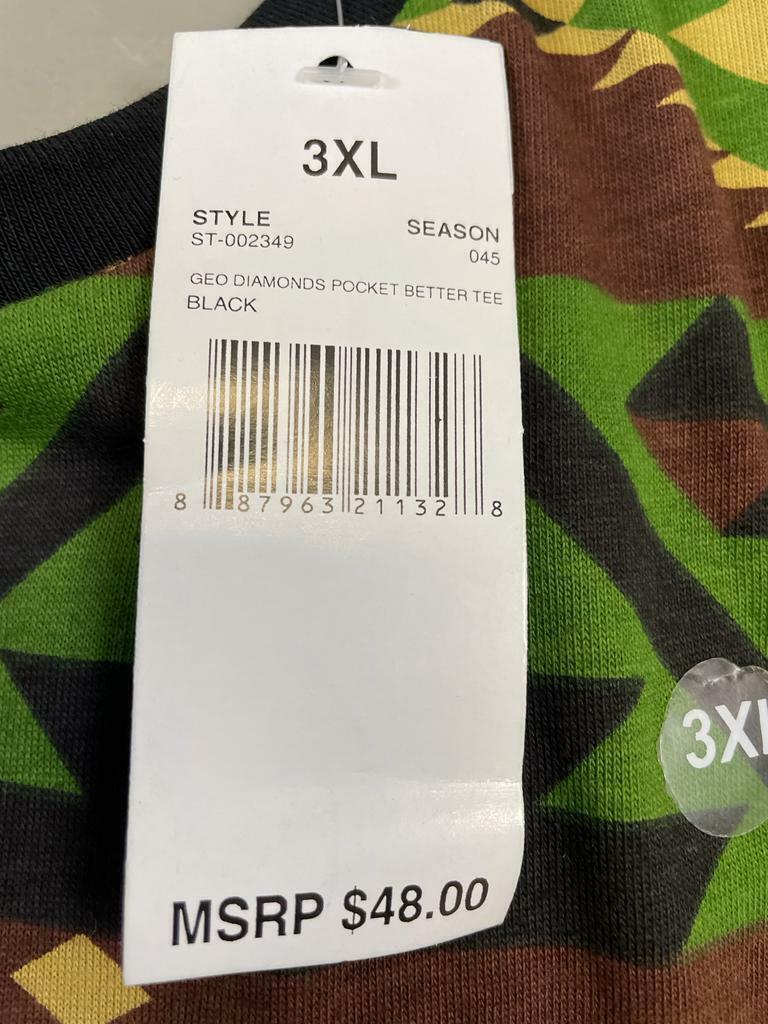 3XL
STYLE
ST-002349
SEASON
045
GEO DIAMONDS POCKET BETTER TEE
BLACK
8 87963 21132 8
MSRP $48.00
3XL